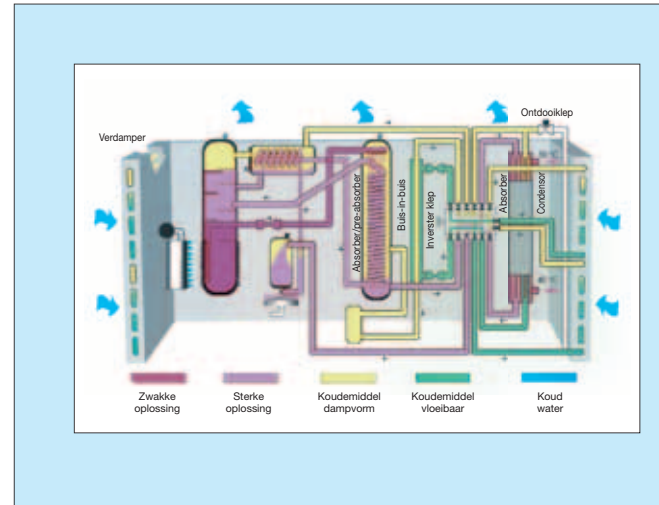 Ontdooiklep
Verdamper
Absorber/pre-absorber
Buis-in-buis
Inverster klep
Absorber
Condensor
Zwakke
oplossing
Sterke
oplossing
Koudemiddel
dampvorm
Koudemiddel
vloeibaar
Koud
water